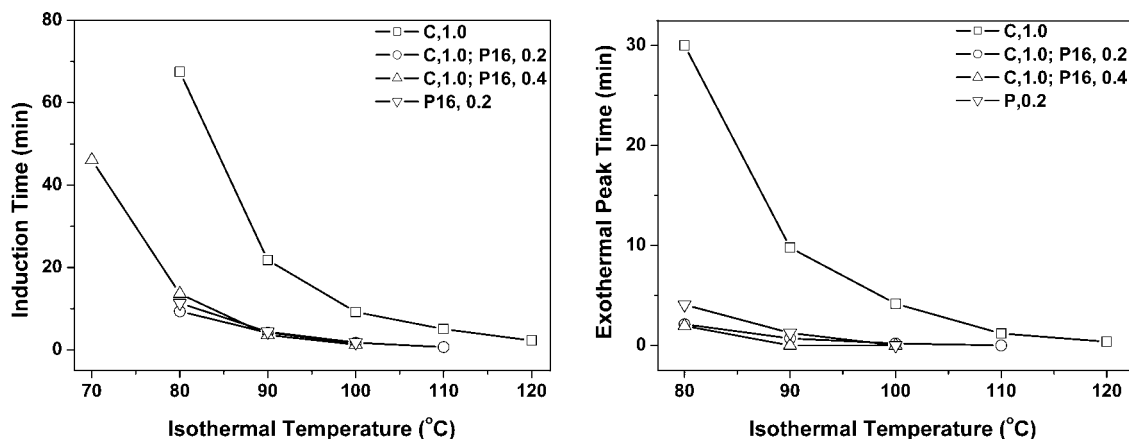 80
60
40
20
0
Induction Time (min)
C,1.0
C,1.0; P16, 0.2
C,1.0; P16, 0.4
P16, 0.2
70 80 90 100 110 120
Isothermal Temperature (°C)
30
20
10
0
Exothermal Peak Time (min)
C,1.0
C,1.0; P16, 0.2
C,1.0; P16, 0.4
P,0.2
80 90 100 110 120
Isothermal Temperature (°C)